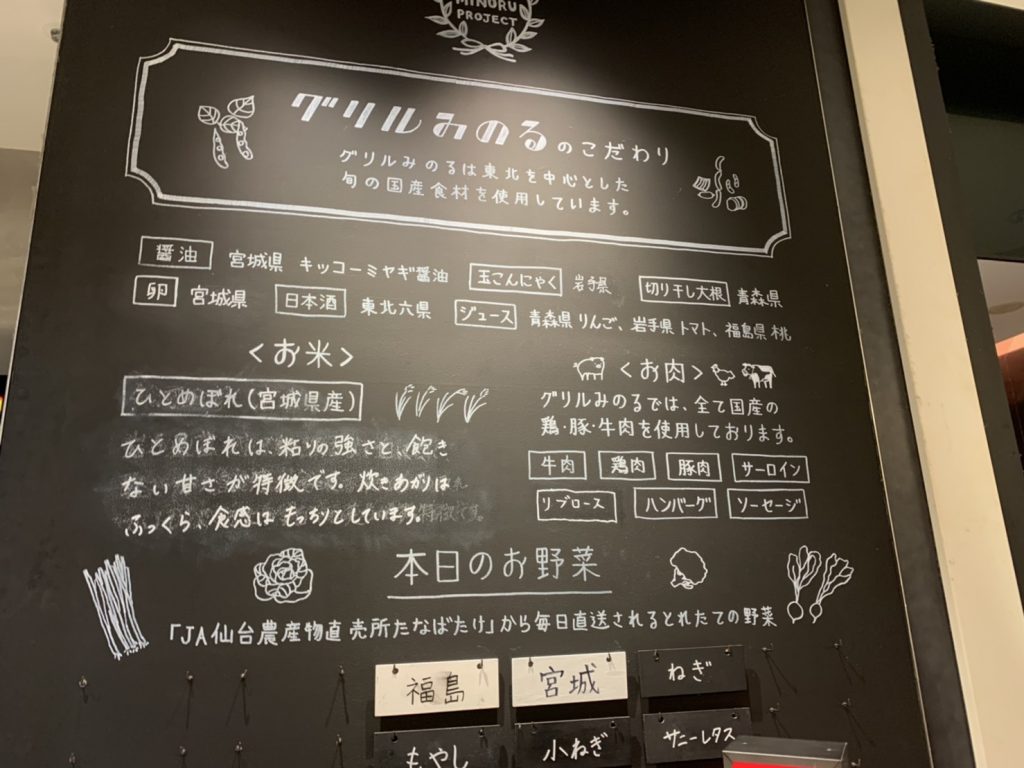 MINORU
PROJECT
グリルみのるのこだわり
グリルみのるは東北を中心とした
旬の国産食材を使用しています。
醤油 宮城県 キッコーミヤギ醤油 玉こんにゃく 岩手県 切り干し大根 青森県
卵 宮城県 日本酒 東北六県 ジュース 青森県りんご、岩手県トマト、福島県桃
<お米>
ひとめぼれ(宮城県産)
ひとめぼれは、粘りの強さと、飽き
ない甘さが特徴です。炊きあがりは
ふっくら、食感はもっちりとしています。
<お肉>
グリルみのるでは、全て国産の
鶏・豚・牛肉を使用しております。
牛肉 鶏肉 豚肉 サーロイン
リブロース ハンバーグ ソーセージ
本日のお野菜
「JA仙台農産物直売所たなばたけ」から毎日直送されるとれたての野菜
福島 宮城 ねぎ
もやし 小ねぎ サニーレタス